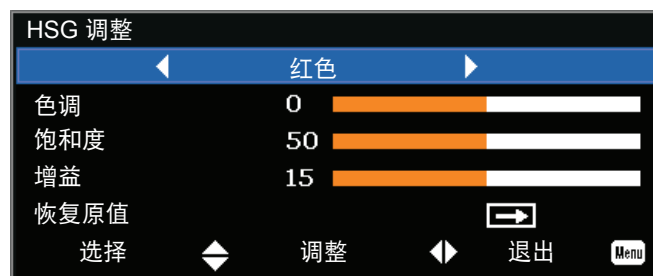 HSG 调整
红色
色调 0
饱和度 50
增益 15
恢复原值
选择 调整 退出 Menu